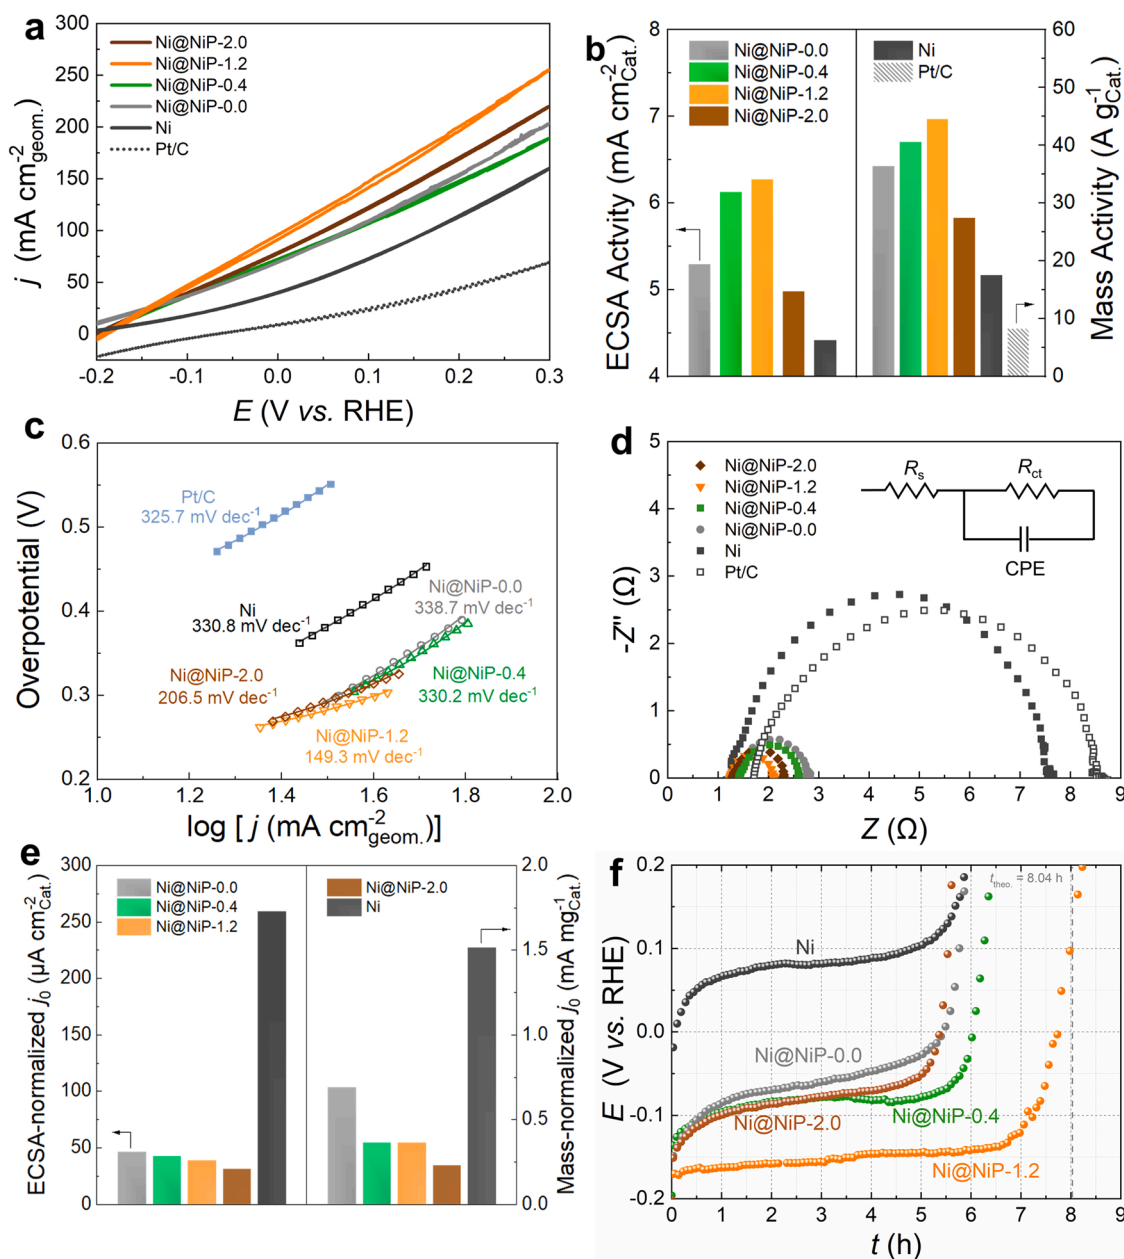 a
300
250
200
150
100
50
0
-0.2
-0.1
0.0
0.1
0.2
0.3
j (mA cm⁻²geom.)
E (V vs. RHE)
Ni@NiP-2.0
Ni@NiP-1.2
Ni@NiP-0.4
Ni@NiP-0.0
Ni
Pt/C
b
8
7
6
5
4
ECSA Actvity (mA cm⁻²Cat.)
Ni@NiP-0.0
Ni@NiP-0.4
Ni@NiP-1.2
Ni@NiP-2.0
Ni
Pt/C
60
50
40
30
20
10
0
Mass Activity (A g⁻¹Cat.)
c
0.6
0.5
0.4
0.3
0.2
1.0
1.2
1.4
1.6
1.8
2.0
Overpotential (V)
log [ j (mA cm⁻²geom.)]
Pt/C
325.7 mV dec⁻¹
Ni
330.8 mV dec⁻¹
Ni@NiP-0.0
338.7 mV dec⁻¹
Ni@NiP-2.0
206.5 mV dec⁻¹
Ni@NiP-0.4
330.2 mV dec⁻¹
Ni@NiP-1.2
149.3 mV dec⁻¹
d
5
4
3
2
1
0
0
1
2
3
4
5
6
7
8
9
-Z'' (Ω)
Z (Ω)
Ni@NiP-2.0
Ni@NiP-1.2
Ni@NiP-0.4
Ni@NiP-0.0
Ni
Pt/C
Rs
Rct
CPE
e
300
250
200
150
100
50
0
ECSA-normalized j₀ (μA cm⁻²Cat.)
Ni@NiP-0.0
Ni@NiP-0.4
Ni@NiP-1.2
Ni@NiP-2.0
Ni
2.0
1.5
1.0
0.5
0.0
Mass-normalized j₀ (mA mg⁻¹Cat.)
f
0.2
0.1
0.0
-0.1
-0.2
0
1
2
3
4
5
6
7
8
9
E (V vs. RHE)
t (h)
ttheo. = 8.04 h
Ni
Ni@NiP-0.0
Ni@NiP-2.0
Ni@NiP-0.4
Ni@NiP-1.2